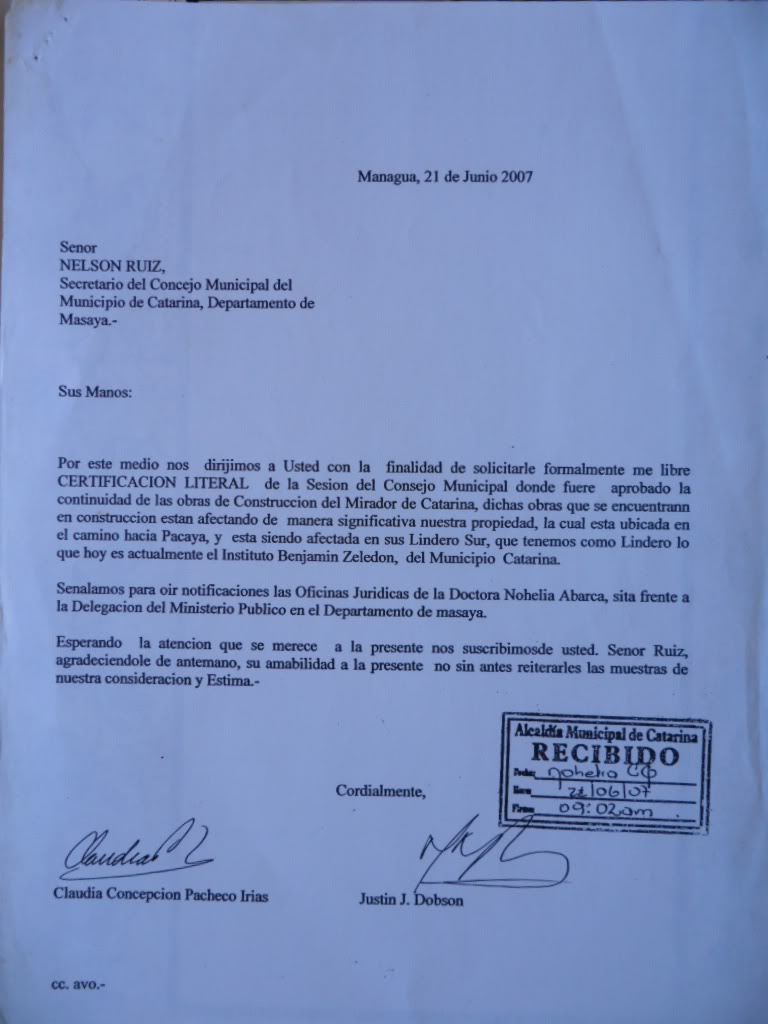 Managua, 21 de Junio 2007
Senor
NELSON RUIZ,
Secretario del Concejo Municipal del
Municipio de Catarina, Departamento de
Masaya.-
Sus Manos:
Por este medio nos dirijimos a Usted con la finalidad de solicitarle formalmente me libre
CERTIFICACION LITERAL de la Sesion del Consejo Municipal donde fuere aprobado la
continuidad de las obras de Construccion del Mirador de Catarina, dichas obras que se encuentrann
en construccion estan afectando de manera significativa nuestra propiedad, la cual esta ubicada en
el camino hacia Pacaya, y esta siendo afectada en sus Lindero Sur, que tenemos como Lindero lo
que hoy es actualmente el Instituto Benjamin Zeledon, del Municipio Catarina.
Senalamos para oir notificaciones las Oficinas Juridicas de la Doctora Nohelia Abarca, sita frente a
la Delegacion del Ministerio Publico en el Departamento de masaya.
Esperando la atencion que se merece a la presente nos suscribimosde usted. Senor Ruiz,
agradeciendole de antemano, su amabilidad a la presente no sin antes reiterarles las muestras de
nuestra consideracion y Estima.-
Alcaldía Municipal de Catarina
RECIBIDO
Fecha: Nohelia
Hora 21/06/07
Firma 09:02am
Cordialmente,
Claudia
Claudia Concepcion Pacheco Irias
Justin J. Dobson
cc. avo.-